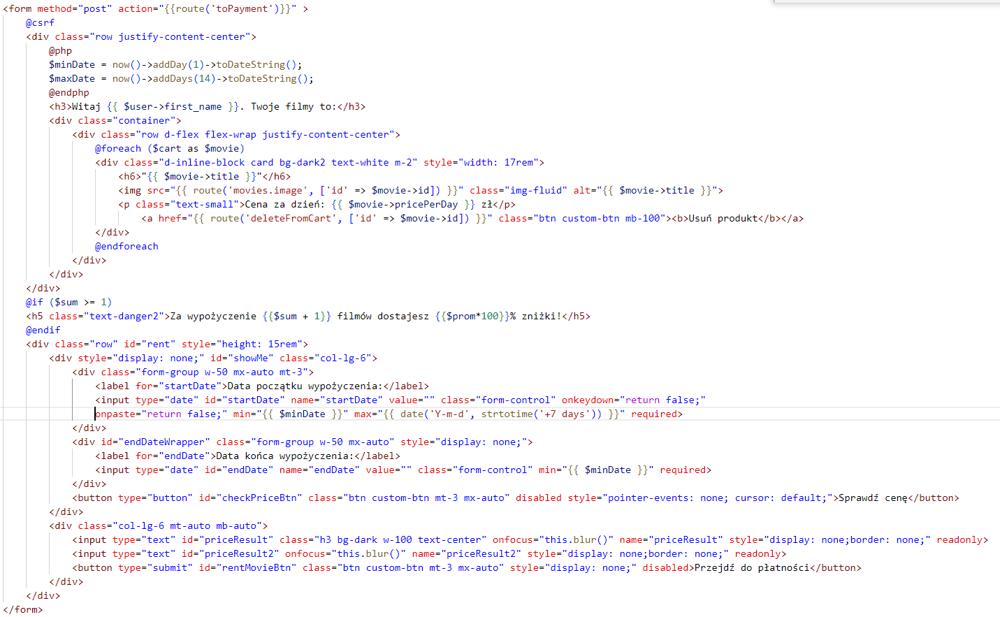 <form method="post" action="{{route('toPayment')}}" >
@csrf
<div class="row justify-content-center">
@php
$minDate = now()->addDay(1)->toDateString();
$maxDate = now()->addDays(14)->toDateString();
@endphp
<h3>Witaj {{ $user->first_name }}. Twoje filmy to:</h3>
<div class="container">
<div class="row d-flex flex-wrap justify-content-center">
@foreach ($cart as $movie)
<div class="d-inline-block card bg-dark2 text-white m-2" style="width: 17rem">
<h6>"{{ $movie->title }}"</h6>
<img src="{{ route('movies.image', ['id' => $movie->id]) }}" class="img-fluid" alt="{{ $movie->title }}">
<p class="text-small">Cena za dzień: {{ $movie->pricePerDay }} zł</p>
<a href="{{ route('deleteFromCart', ['id' => $movie->id]) }}" class="btn custom-btn mb-100"><b>Usuń produkt</b></a>
</div>
@endforeach
</div>
</div>
</div>
@if ($sum >= 1)
<h5 class="text-danger2">Za wypożyczenie {{$sum + 1}} filmów dostajesz {{$prom*100}}% zniżki!</h5>
@endif
<div class="row" id="rent" style="height: 15rem">
<div style="display: none;" id="showMe" class="col-lg-6">
<div class="form-group w-50 mx-auto mt-3">
<label for="startDate">Data początku wypożyczenia:</label>
<input type="date" id="startDate" name="startDate" value="" class="form-control" onkeydown="return false;"
onpaste="return false;" min="{{ $minDate }}" max="{{ date('Y-m-d', strtotime('+7 days')) }}" required>
</div>
<div id="endDateWrapper" class="form-group w-50 mx-auto" style="display: none;">
<label for="endDate">Data końca wypożyczenia:</label>
<input type="date" id="endDate" name="endDate" value="" class="form-control" min="{{ $minDate }}" required>
</div>
<button type="button" id="checkPriceBtn" class="btn custom-btn mt-3 mx-auto" disabled style="pointer-events: none; cursor: default;">Sprawdź cenę</button>
</div>
<div class="col-lg-6 mt-auto mb-auto">
<input type="text" id="priceResult" class="h3 bg-dark w-100 text-center" onfocus="this.blur()" name="priceResult" style="display: none;border: none;" readonly>
<input type="text" id="priceResult2" onfocus="this.blur()" name="priceResult2" style="display: none;border: none;" readonly>
<button type="submit" id="rentMovieBtn" class="btn custom-btn mt-3 mx-auto" style="display: none;" disabled>Przejdź do płatności</button>
</div>
</div>
</form>